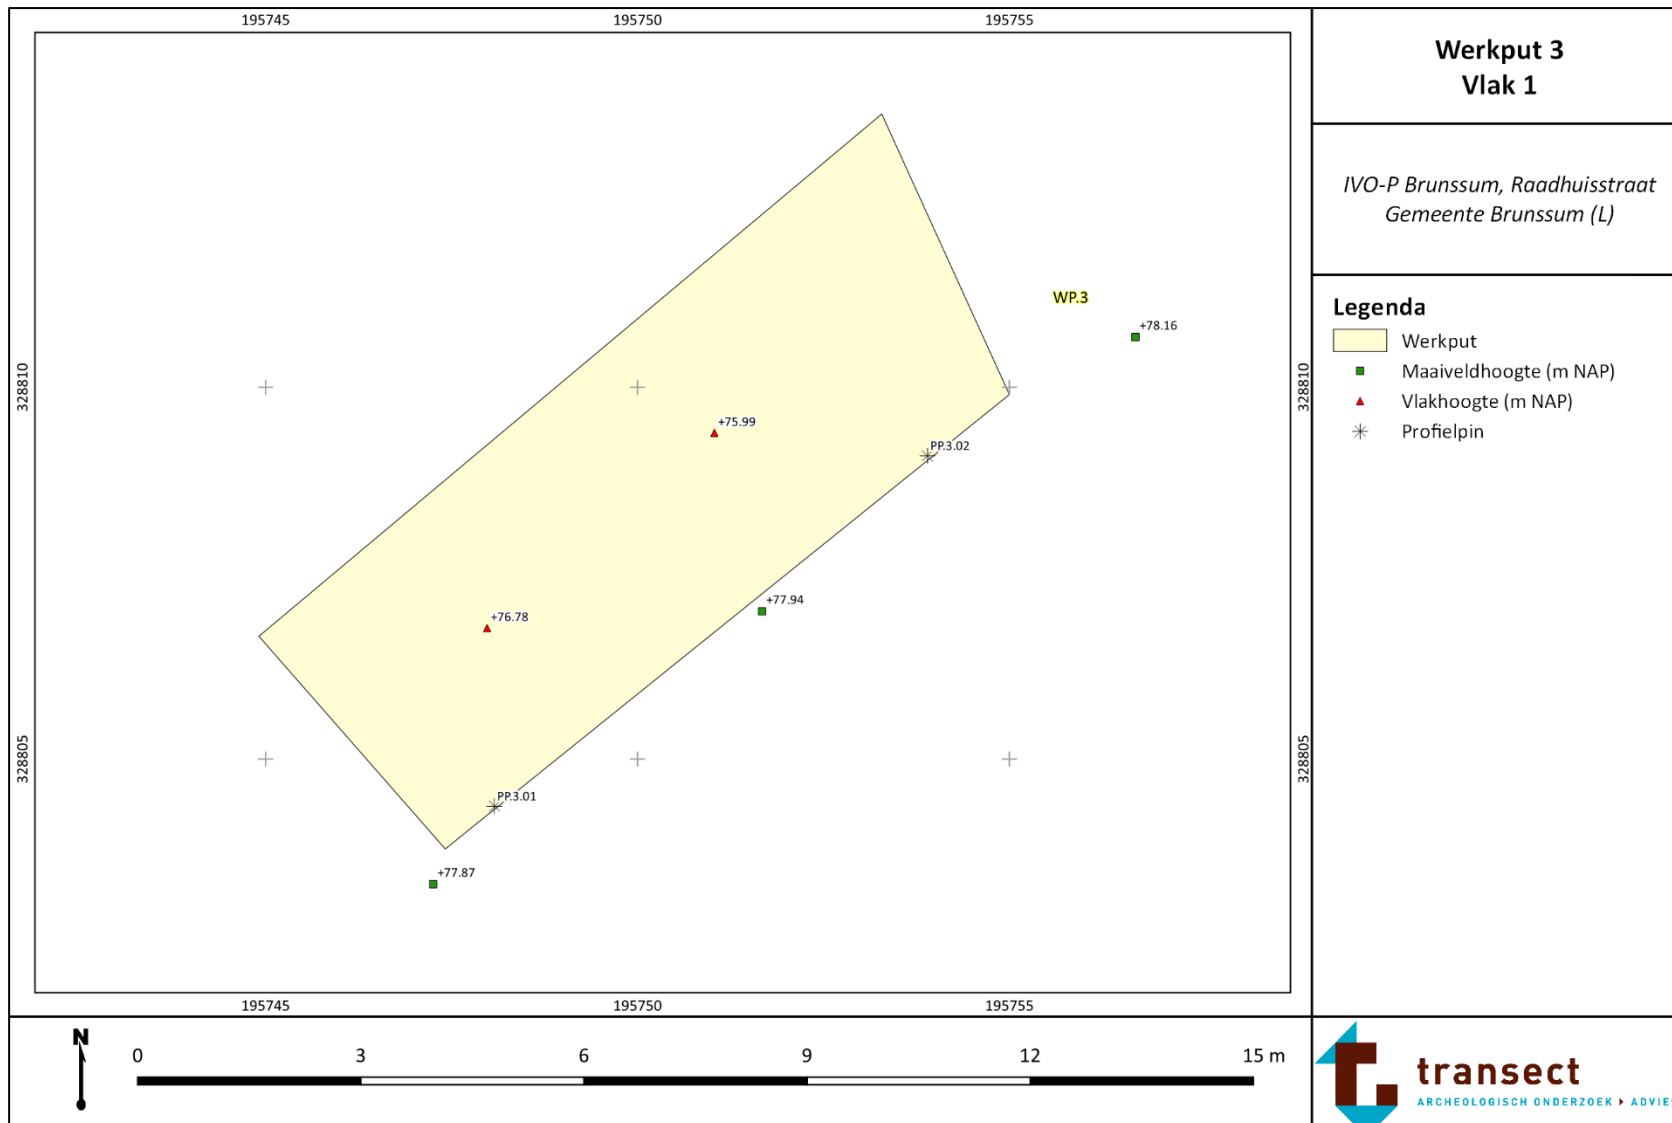 195745 195750 195755
Werkput 3
Vlak 1
IVO-P Brunssum, Raadhuisstraat
Gemeente Brunssum (L)
Legenda
Werkput
Maaiveldhoogte (m NAP)
Vlakhoogte (m NAP)
Profielpin
WP.3
+78.16
328810 328810
+75.99
PP.3.02
+77.94
+76.78
328805 328805
PP.3.01
+77.87
195745 195750 195755
N
0 3 6 9 12 15 m
transect
ARCHEOLOGISCH ONDERZOEK ADVIES